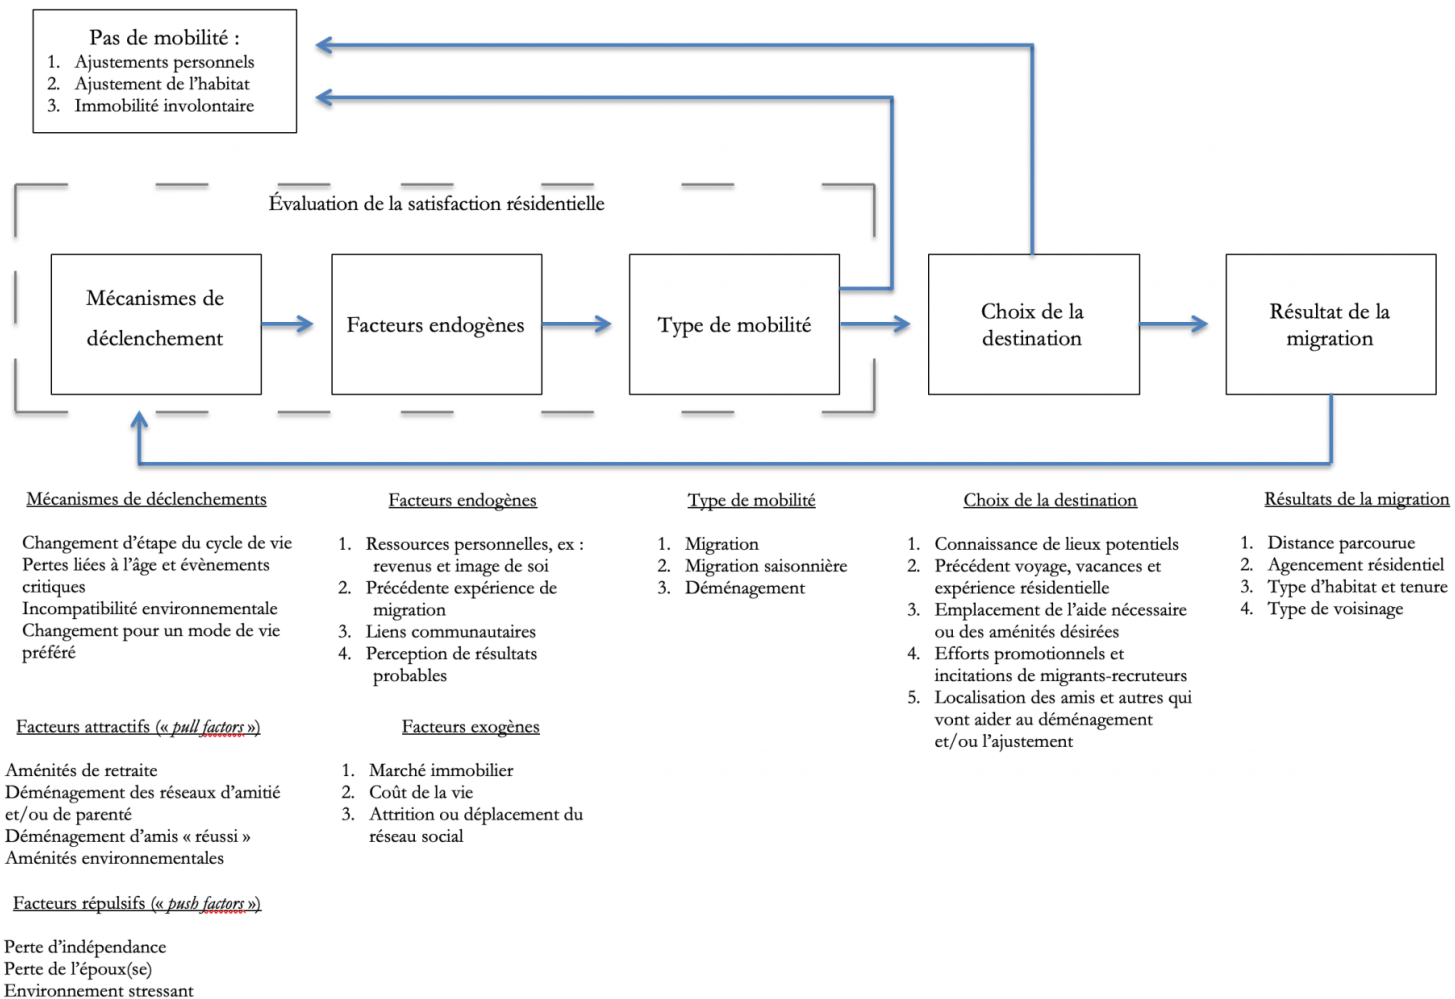 Pas de mobilité :
1. Ajustements personnels
2. Ajustement de l'habitat
3. Immobilité involontaire
Évaluation de la satisfaction résidentielle
Mécanismes de
déclenchement
Facteurs endogènes
Type de mobilité
Choix de la
destination
Résultat de la
migration
Mécanismes de déclenchements
Changement d'étape du cycle de vie
Pertes liées à l'âge et évènements
critiques
Incompatibilité environnementale
Changement pour un mode de vie
préféré
Facteurs attractifs (« pull factors »)
Aménités de retraite
Déménagement des réseaux d'amitié
et/ou de parenté
Déménagement d'amis « réussi »
Aménités environnementales
Facteurs répulsifs (« push factors »)
Perte d'indépendance
Perte de l'époux(se)
Environnement stressant
Facteurs endogènes
1. Ressources personnelles, ex :
revenus et image de soi
2. Précédente expérience de
migration
3. Liens communautaires
4. Perception de résultats
probables
Facteurs exogènes
1. Marché immobilier
2. Coût de la vie
3. Attrition ou déplacement du
réseau social
Type de mobilité
1. Migration
2. Migration saisonnière
3. Déménagement
Choix de la destination
1. Connaissance de lieux potentiels
2. Précédent voyage, vacances et
expérience résidentielle
3. Emplacement de l'aide nécessaire
ou des aménités désirées
4. Efforts promotionnels et
incitations de migrants-recruteurs
5. Localisation des amis et autres qui
vont aider au déménagement
et/ou l'ajustement
Résultats de la migration
1. Distance parcourue
2. Agencement résidentiel
3. Type d'habitat et tenure
4. Type de voisinage